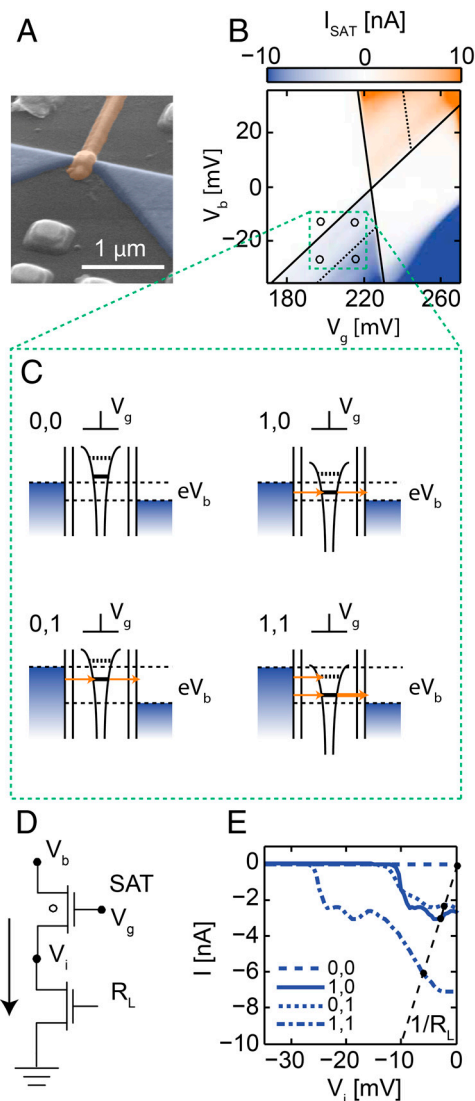 A
1 μm
B
I_SAT [nA]
−10 0 10
V_b [mV]
20
0
−20
180 220 260
V_g [mV]
C
0,0 V_g
eV_b
1,0 V_g
eV_b
0,1 V_g
eV_b
1,1 V_g
eV_b
D
V_b
SAT
V_g
V_i
R_L
E
I [nA]
0
−2
−4
−6
−8
−10
0,0
1,0
0,1
1,1
1/R_L
−30 −20 −10 0
V_i [mV]